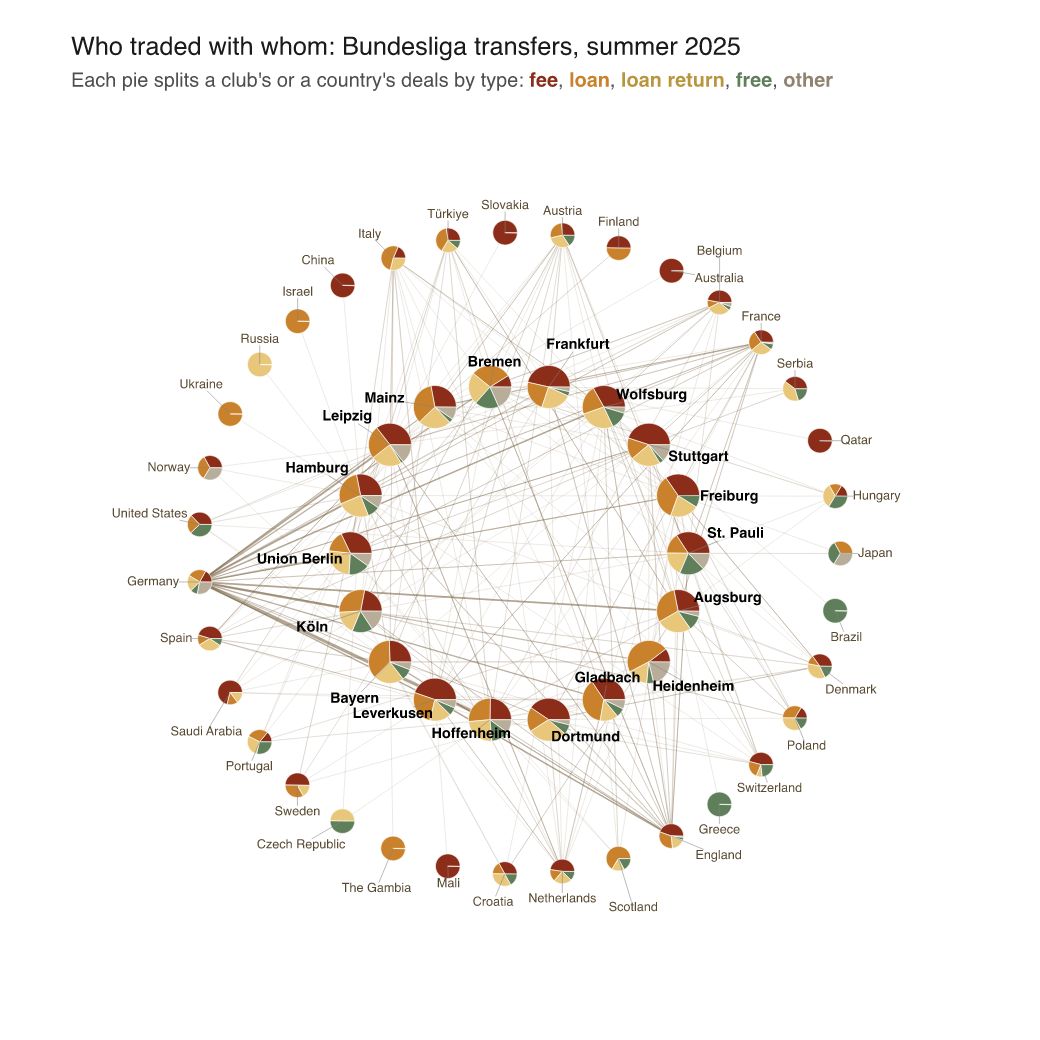 Who traded with whom: Bundesliga transfers, summer 2025
Each pie splits a club's or a country's deals by type: fee, loan, loan return, free, other
Slovakia
Austria
Türkiye
Finland
Italy
Belgium
China
Australia
Israel
France
Russia
Frankfurt
Bremen
Serbia
Ukraine
Mainz
Wolfsburg
Leipzig
Qatar
Stuttgart
Norway
Hamburg
Freiburg
Hungary
United States
St. Pauli
Union Berlin
Japan
Germany
Augsburg
Köln
Brazil
Spain
Gladbach
Heidenheim
Denmark
Bayern
Leverkusen
Saudi Arabia
Hoffenheim
Dortmund
Poland
Portugal
Switzerland
Sweden
Greece
Czech Republic
England
The Gambia
Mali
Croatia
Netherlands
Scotland